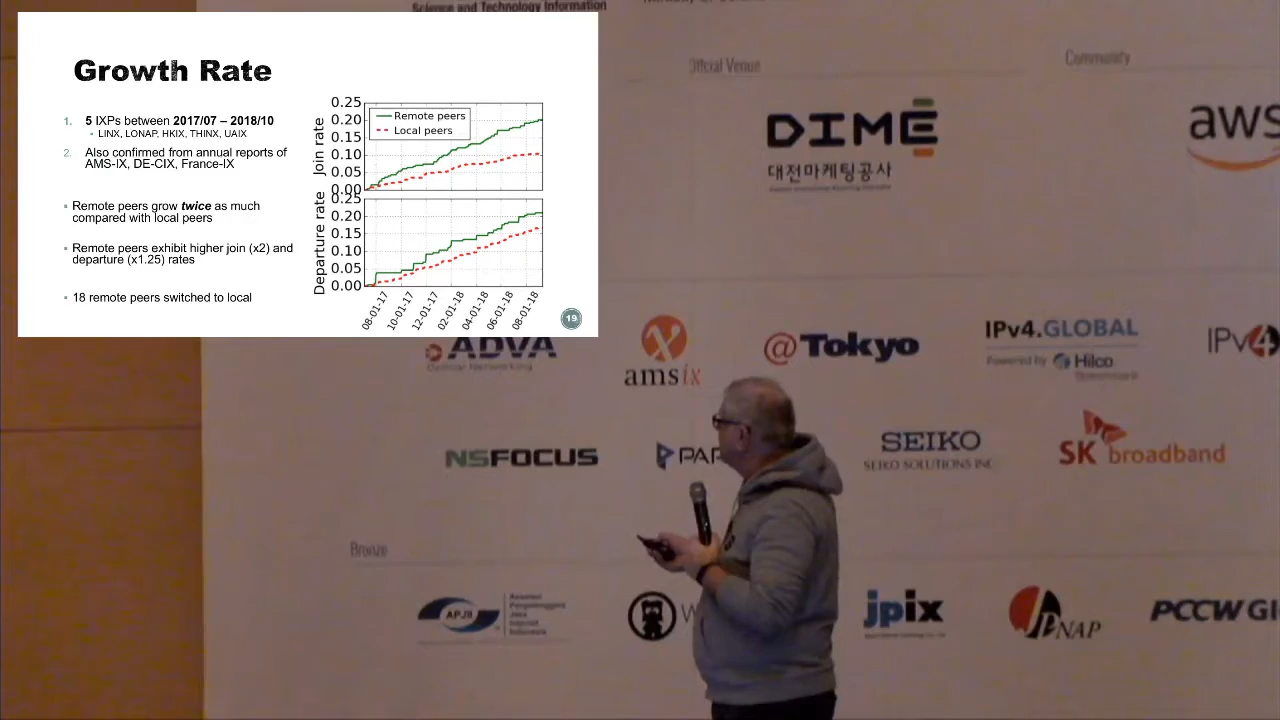 Science and Technology Information
Growth Rate
1. 5 IXPs between 2017/07 – 2018/10
▪ LINX, LONAP, HKIX, THINX, UAIX
2. Also confirmed from annual reports of
AMS-IX, DE-CIX, France-IX
▪ Remote peers grow twice as much
compared with local peers
▪ Remote peers exhibit higher join (x2) and
departure (x1.25) rates
▪ 18 remote peers switched to local
Join rate
0.25
0.20
0.15
0.10
0.05
0.00
Remote peers
Local peers
Departure rate
0.25
0.20
0.15
0.10
0.05
0.00
08-01-17
10-01-17
12-01-17
02-01-18
04-01-18
06-01-18
08-01-18
19
Official Venue
Community
DIME
대전마케팅공사
aws
ADVA
Optical Networking
amsix
@Tokyo
IPv4.GLOBAL
Powered by Hilco
Streambank
IPv4
NSFOCUS
PAR
SEIKO
SEIKO SOLUTIONS INC
SK broadband
Bronze
APJII
Asosiasi
Penyelenggara
Jasa
Internet
Indonesia
W
jpix
JPNAP
PCCW Gl